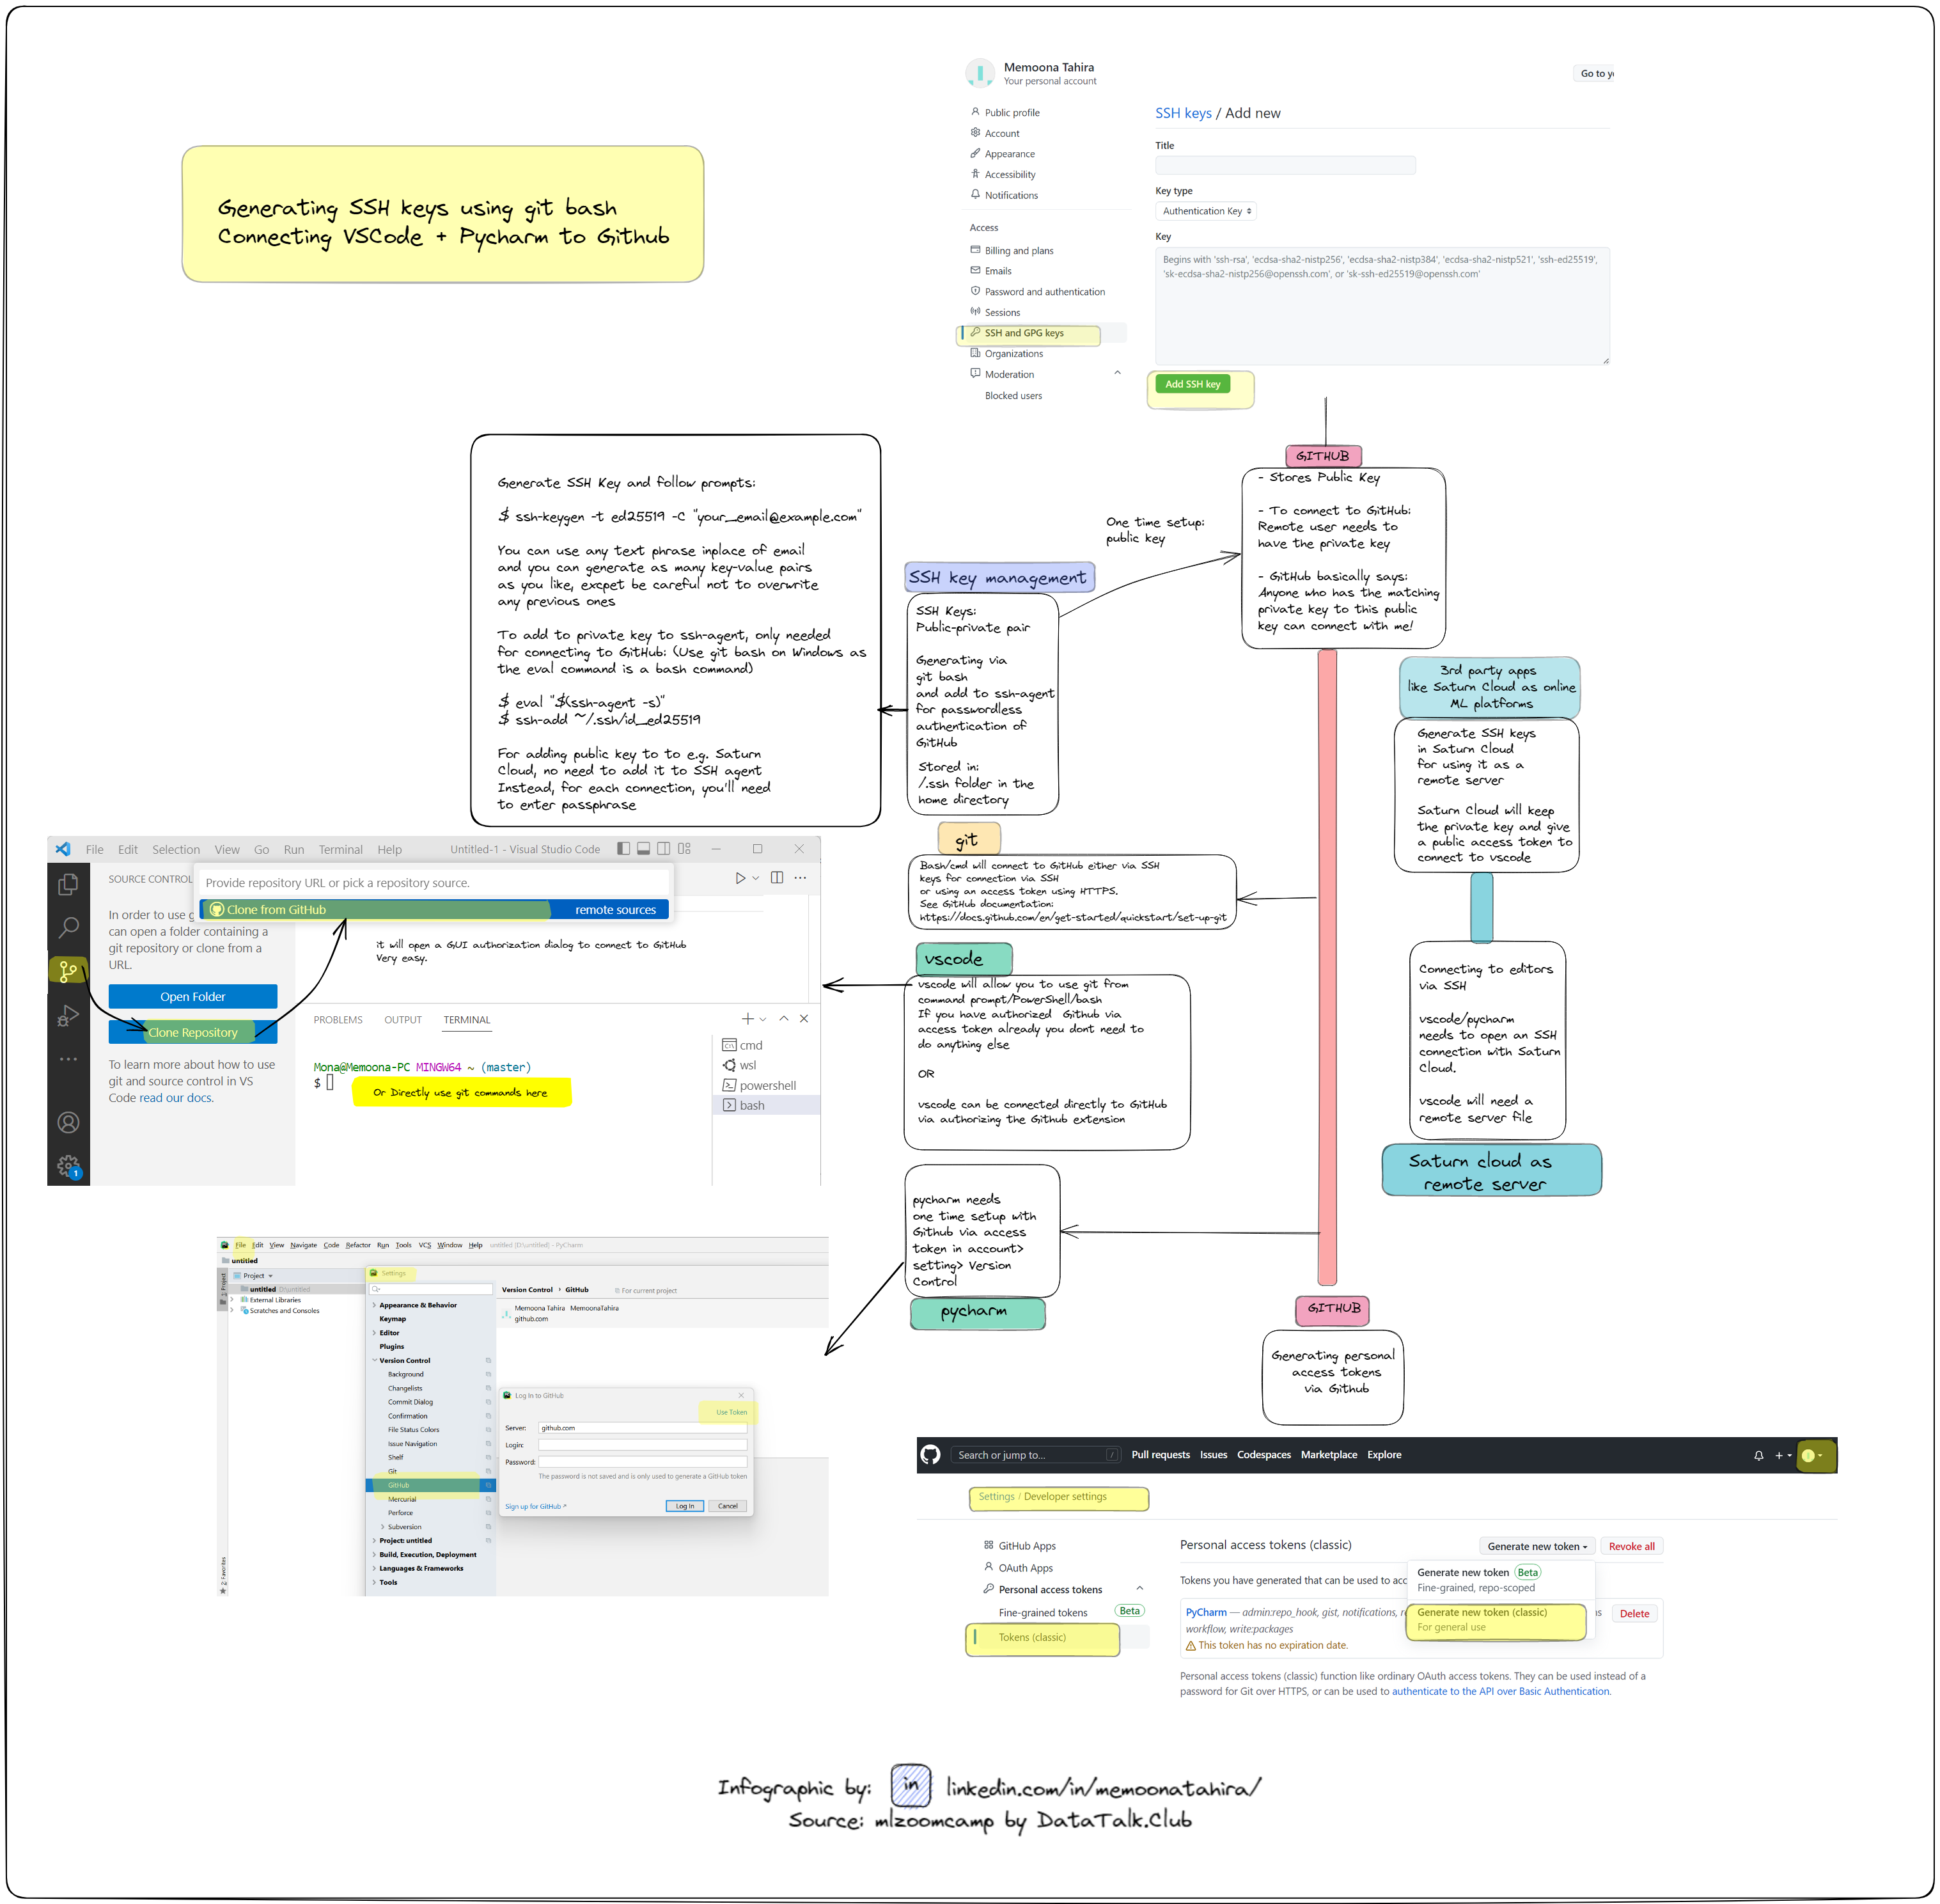 Generating SSH keys using git bash
Connecting VSCode + Pycharm to Github
Memoona Tahira
Your personal account
Go to y
Public profile
Account
Appearance
Accessibility
Notifications
Access
Billing and plans
Emails
Password and authentication
Sessions
SSH and GPG keys
Organizations
Moderation
Blocked users
SSH keys / Add new
Title
Key type
Authentication Key
Key
Begins with 'ssh-rsa', 'ecdsa-sha2-nistp256', 'ecdsa-sha2-nistp384', 'ecdsa-sha2-nistp521', 'ssh-ed25519',
'sk-ecdsa-sha2-nistp256@openssh.com', or 'sk-ssh-ed25519@openssh.com'
Add SSH key
Generate SSH Key and follow prompts:
$ ssh-keygen -t ed25519 -C "your_email@example.com"
You can use any text phrase inplace of email
and you can generate as many key-value pairs
as you like, excpet be careful not to overwrite
any previous ones
To add to private key to ssh-agent, only needed
for connecting to GitHub: (Use git bash on Windows as
the eval command is a bash command)
$ eval "$(ssh-agent -s)"
$ ssh-add ~/.ssh/id_ed25519
For adding public key to to e.g. Saturn
Cloud, no need to add it to SSH agent
Instead, for each connection, you'll need
to enter passphrase
SSH key management
SSH Keys:
Public-private pair
Generating via
git bash
and add to ssh-agent
for passwordless
authentication of
GitHub
Stored in:
/.ssh folder in the
home directory
One time setup:
public key
GITHUB
- Stores Public Key
- To connect to GitHub:
Remote user needs to
have the private key
- GitHub basically says:
Anyone who has the matching
private key to this public
key can connect with me!
3rd party apps
like Saturn Cloud as online
ML platforms
Generate SSH keys
in Saturn Cloud
for using it as a
remote server
Saturn Cloud will keep
the private key and give
a public access token to
connect to vscode
Connecting to editors
via SSH
vscode/pycharm
needs to open an SSH
connection with Saturn
Cloud.
vscode will need a
remote server file
Saturn cloud as
remote server
git
Bash/cmd will connect to GitHub either via SSH
keys for connection via SSH
or using an access token using HTTPS.
See GitHub documentation:
https://docs.github.com/en/get-started/quickstart/set-up-git
vscode
vscode will allow you to use git from
command prompt/PowerShell/bash
If you have authorized Github via
access token already you dont need to
do anything else
OR
vscode can be connected directly to GitHub
via authorizing the Github extension
File Edit Selection View Go Run Terminal Help Untitled-1 - Visual Studio Code
SOURCE CONTROL
Provide repository URL or pick a repository source.
Clone from GitHub remote sources
In order to use g
can open a folder containing a
git repository or clone from a
URL.
Open Folder
Clone Repository
To learn more about how to use
git and source control in VS
Code read our docs.
1
it will open a GUI authorization dialog to connect to GitHub
Very easy.
PROBLEMS OUTPUT TERMINAL
Mona@Memoona-PC MINGW64 ~ (master)
$
Or Directly use git commands here
cmd
wsl
powershell
bash
pycharm needs
one time setup with
Github via access
token in account>
setting> Version
Control
pycharm
File Edit View Navigate Code Refactor Run Tools VCS Window Help untitled [D:\untitled] - PyCharm
untitled
1: Project
Project
untitled D:\untitled
External Libraries
Scratches and Consoles
2: Favorites
Settings
Appearance & Behavior
Keymap
Editor
Plugins
Version Control
Background
Changelists
Commit Dialog
Confirmation
File Status Colors
Issue Navigation
Shelf
Git
GitHub
Mercurial
Perforce
Subversion
Project: untitled
Build, Execution, Deployment
Languages & Frameworks
Tools
Version Control › GitHub For current project
Memoona Tahira MemoonaTahira
github.com
Log In to GitHub
Use Token
Server: github.com
Login:
Password:
The password is not saved and is only used to generate a GitHub token
Sign up for GitHub
Log In Cancel
GITHUB
Generating personal
access tokens
via Github
Search or jump to... / Pull requests Issues Codespaces Marketplace Explore
Settings / Developer settings
GitHub Apps
OAuth Apps
Personal access tokens
Fine-grained tokens Beta
Tokens (classic)
Personal access tokens (classic)
Generate new token Revoke all
Tokens you have generated that can be used to acc
Generate new token Beta
Fine-grained, repo-scoped
Generate new token (classic)
For general use
PyCharm — admin:repo_hook, gist, notifications, r
workflow, write:packages
This token has no expiration date.
Delete
Personal access tokens (classic) function like ordinary OAuth access tokens. They can be used instead of a
password for Git over HTTPS, or can be used to authenticate to the API over Basic Authentication.
Infographic by: in linkedin.com/in/memoonatahira/
Source: mlzoomcamp by DataTalk.Club